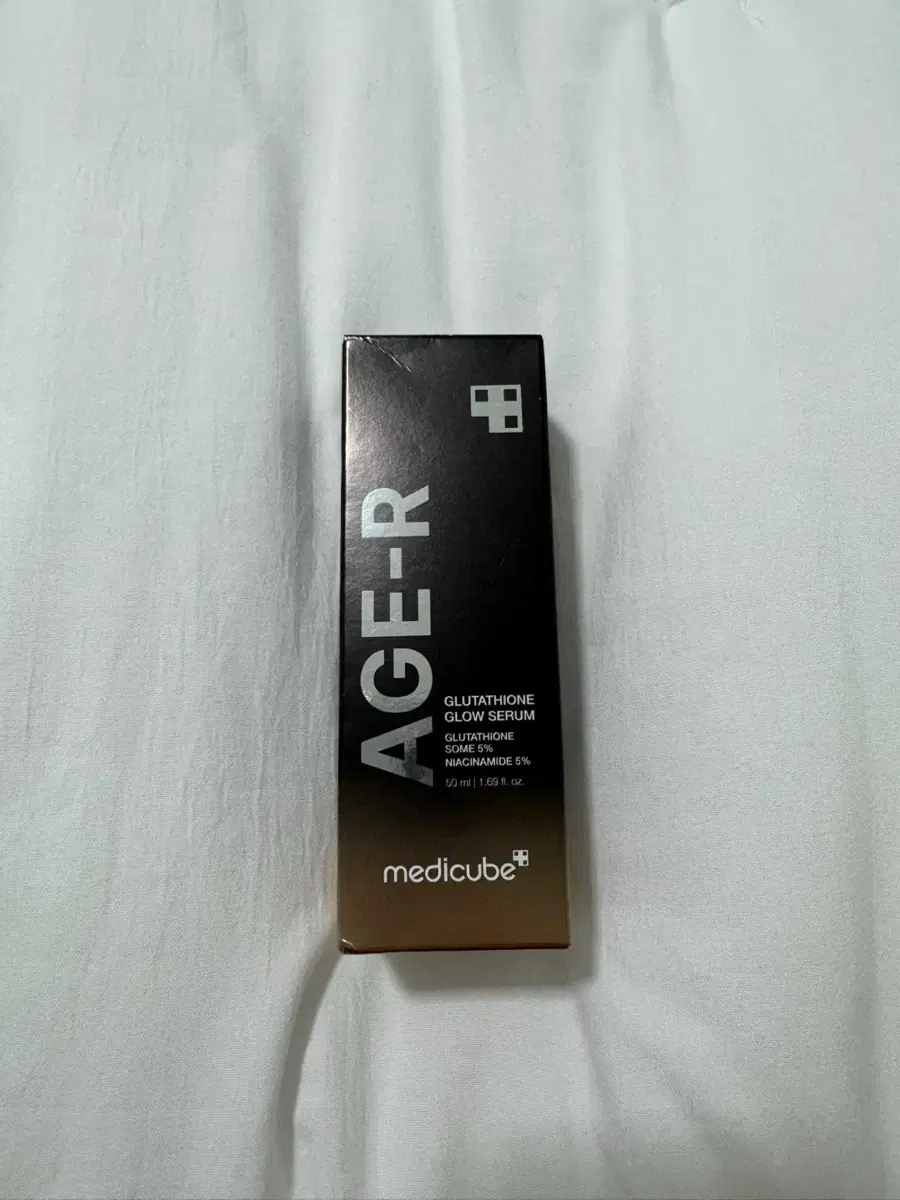 AGE-R
GLUTATHIONE
GLOW SERUM
GLUTATHIONE
SOME 5%
NIACINAMIDE 5%
50 ml | 1.69 fl. oz.
medicube